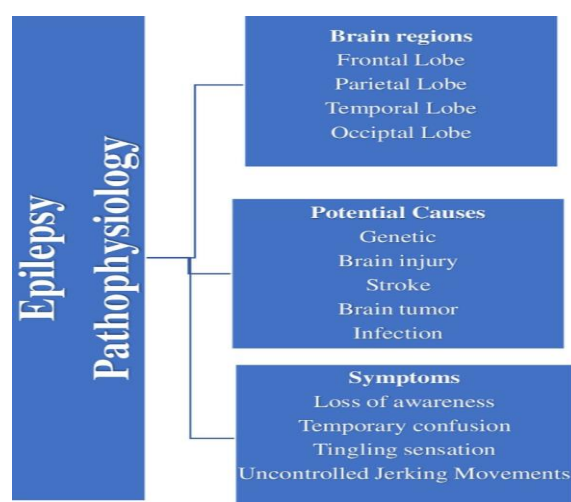 Epilepsy
Pathophysiology
Brain regions
Frontal Lobe
Parietal Lobe
Temporal Lobe
Occiptal Lobe
Potential Causes
Genetic
Brain injury
Stroke
Brain tumor
Infection
Symptoms
Loss of awareness
Temporary confusion
Tingling sensation
Uncontrolled Jerking Movements